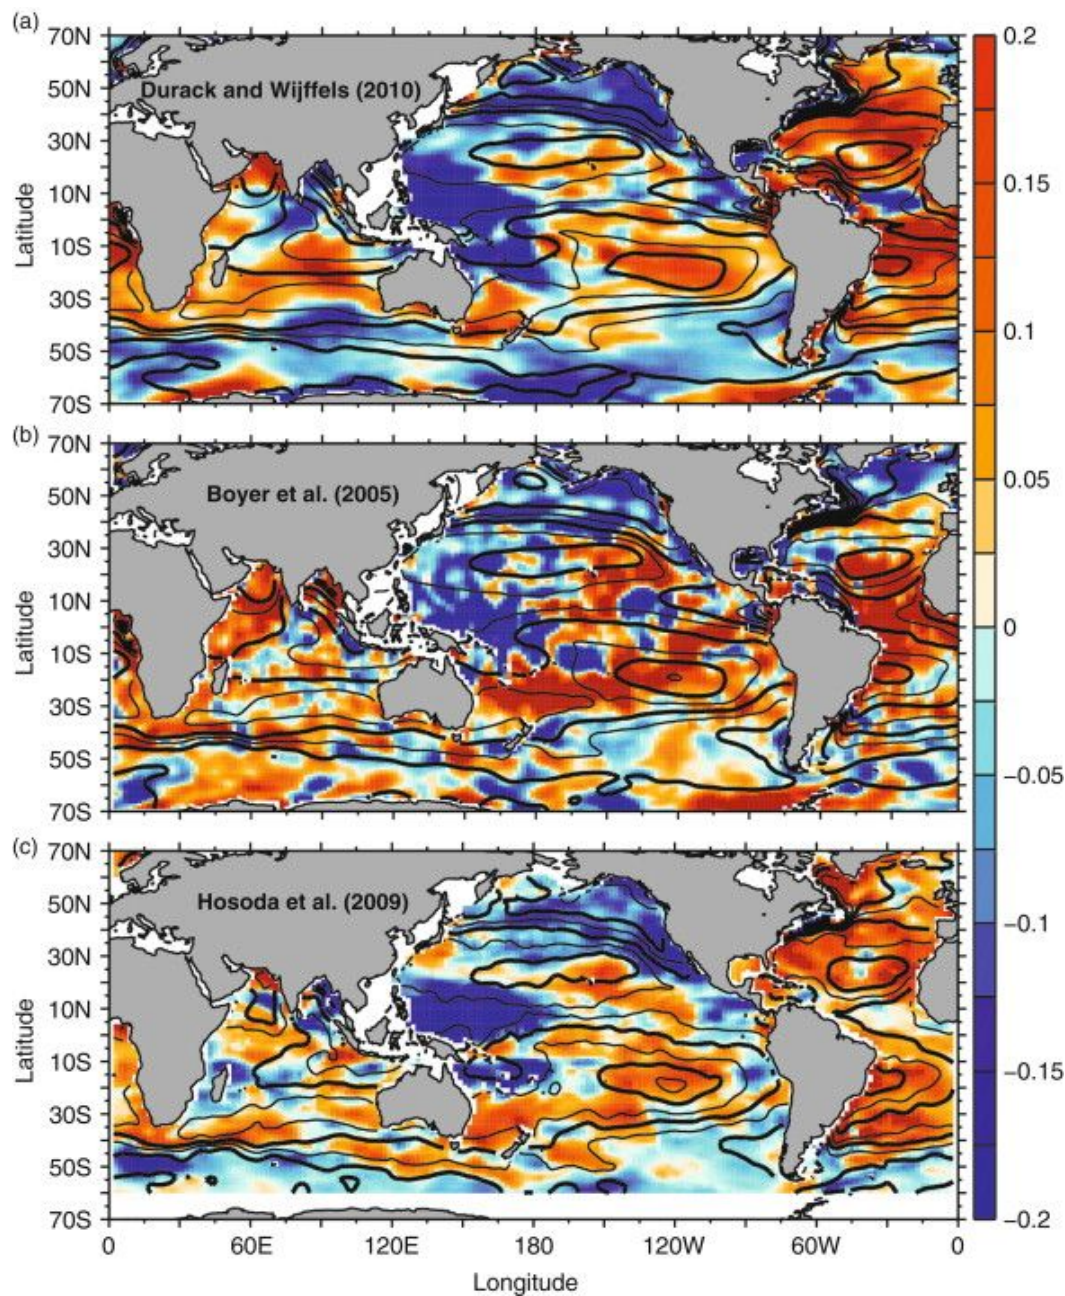 (a)
70N
50N
30N
10N
0
10S
30S
50S
70S
Latitude
Durack and Wijffels (2010)
(b)
70N
50N
30N
10N
0
10S
30S
50S
70S
Latitude
Boyer et al. (2005)
(c)
70N
50N
30N
10N
0
10S
30S
50S
70S
Latitude
Hosoda et al. (2009)
0
60E
120E
180
120W
60W
0
Longitude
0.2
0.15
0.1
0.05
0
−0.05
−0.1
−0.15
−0.2